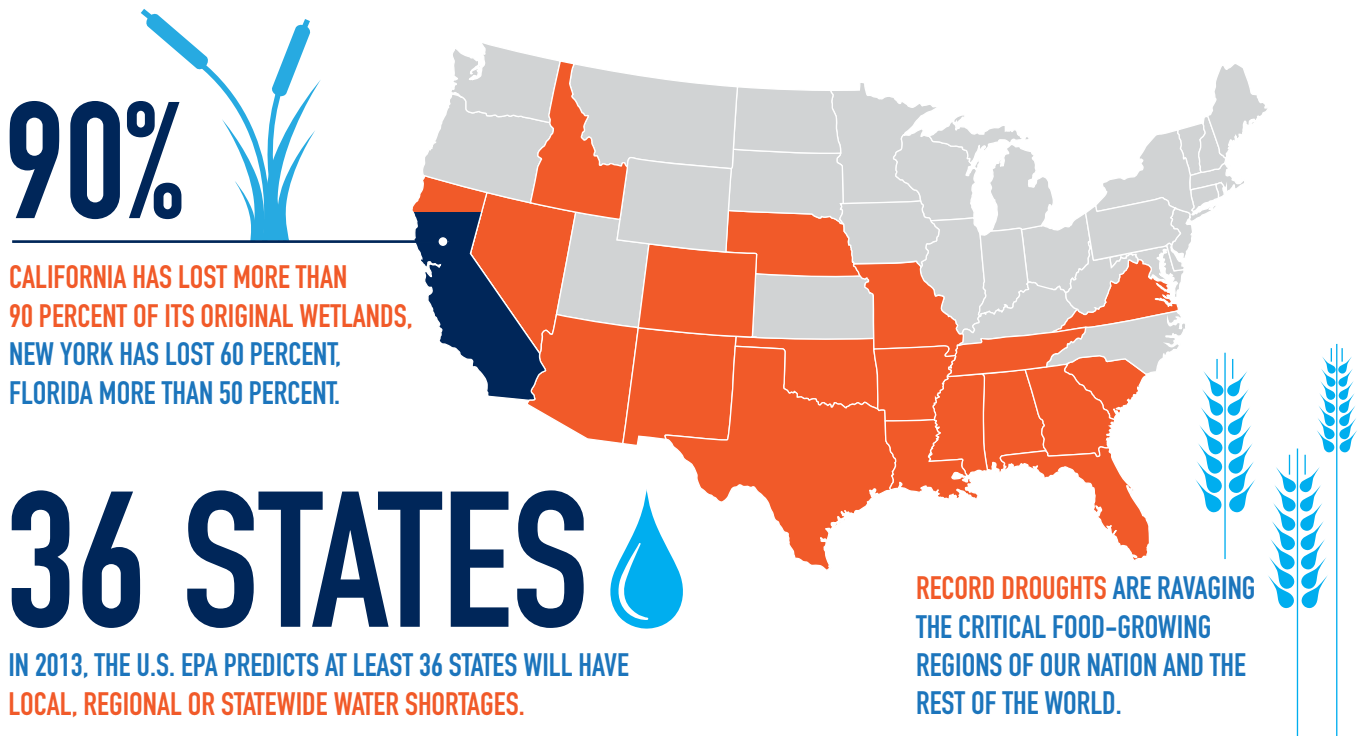 90%
CALIFORNIA HAS LOST MORE THAN
90 PERCENT OF ITS ORIGINAL WETLANDS,
NEW YORK HAS LOST 60 PERCENT,
FLORIDA MORE THAN 50 PERCENT.
36 STATES
IN 2013, THE U.S. EPA PREDICTS AT LEAST 36 STATES WILL HAVE
LOCAL, REGIONAL OR STATEWIDE WATER SHORTAGES.
RECORD DROUGHTS ARE RAVAGING
THE CRITICAL FOOD-GROWING
REGIONS OF OUR NATION AND THE
REST OF THE WORLD.